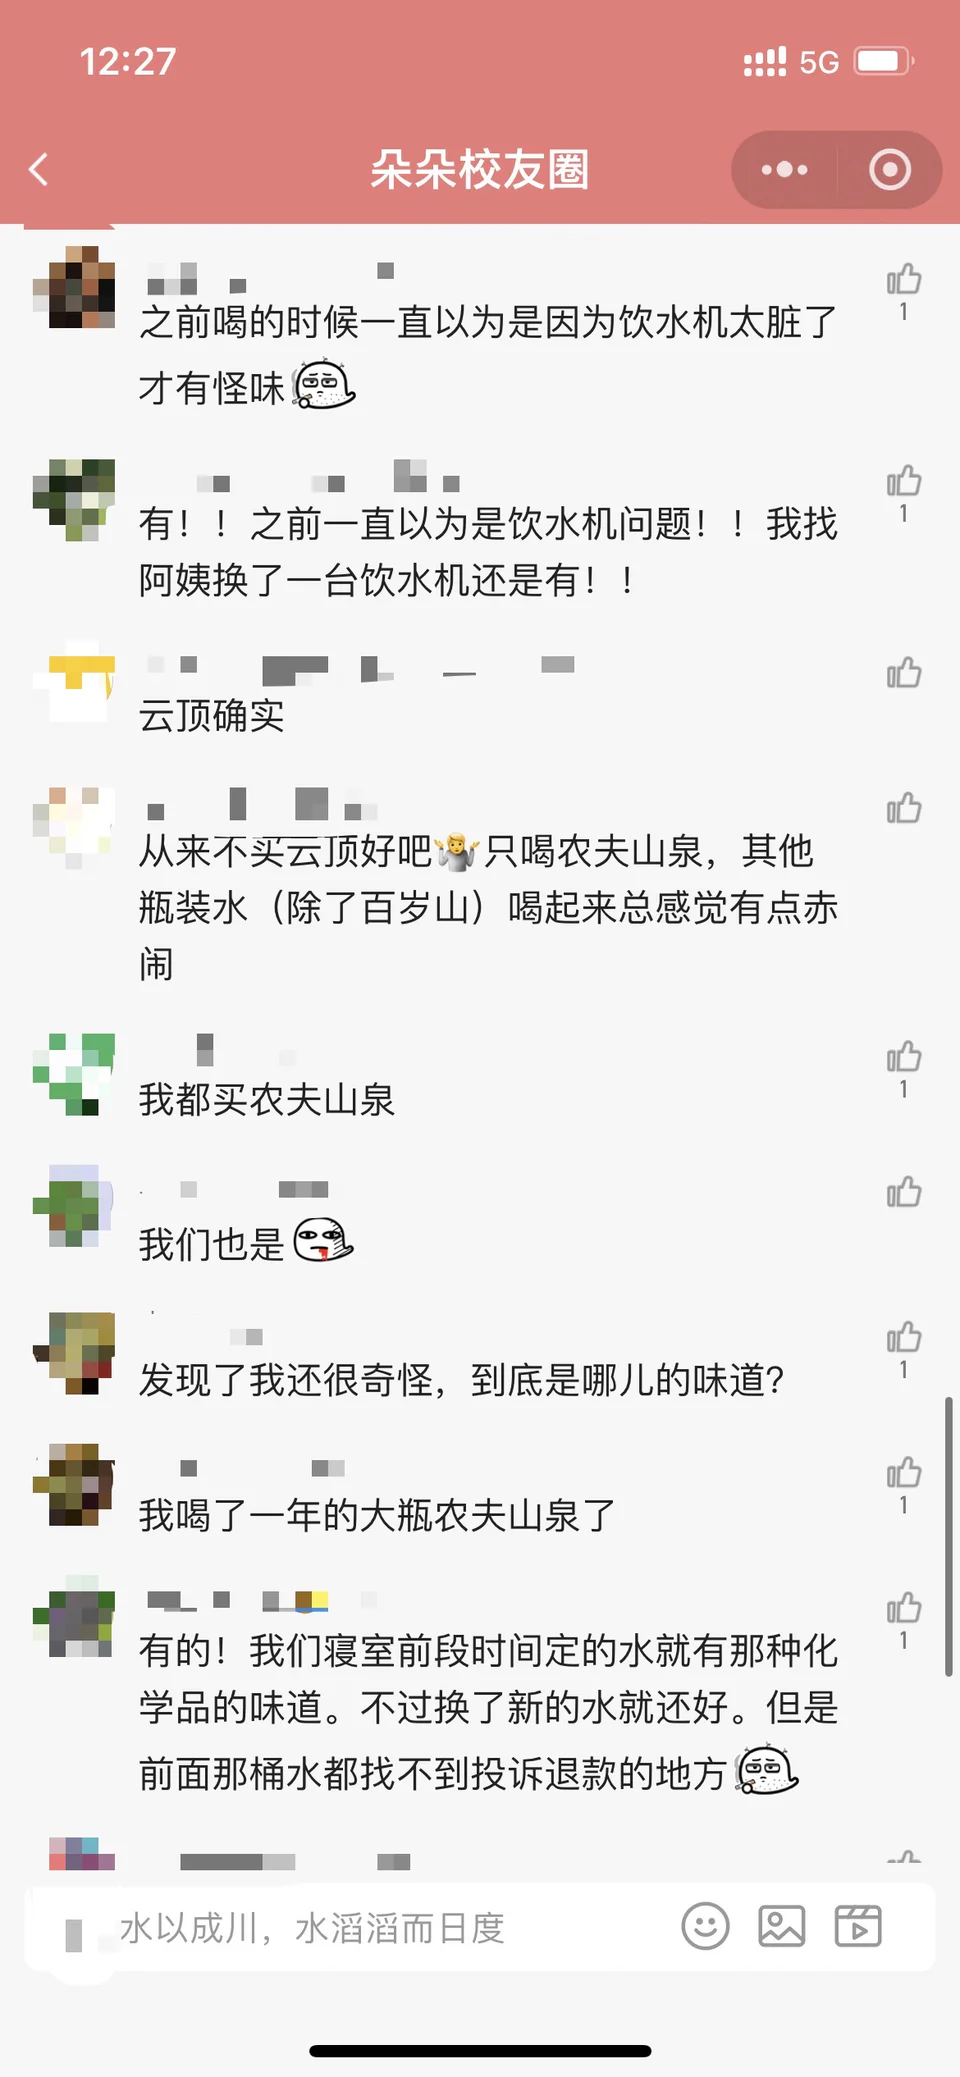 12:27
5G
朵朵校友圈
之前喝的时候一直以为是因为饮水机太脏了
才有怪味
1
有！！之前一直以为是饮水机问题！！我找
阿姨换了一台饮水机还是有！！
1
云顶确实
从来不买云顶好吧🤷只喝农夫山泉，其他
瓶装水（除了百岁山）喝起来总感觉有点赤
闹
我都买农夫山泉
1
我们也是
发现了我还很奇怪，到底是哪儿的味道？
1
我喝了一年的大瓶农夫山泉了
1
有的！我们寝室前段时间定的水就有那种化
学品的味道。不过换了新的水就还好。但是
前面那桶水都找不到投诉退款的地方
1
水以成川，水滔滔而日度